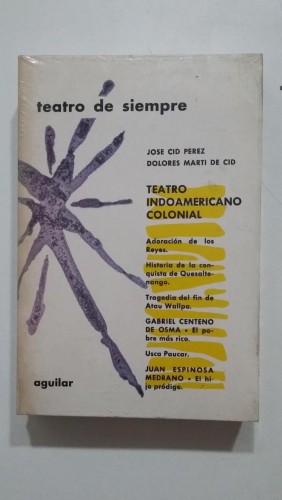 teatro de siempre
JOSE CID PEREZ
DOLORES MARTI DE CID
TEATRO
INDOAMERICANO
COLONIAL
Adoración de los
Reyes.
Historia de la con-
quista de Quesalte-
nango.
Tragedia del fin de
Atau Wallpa.
GABRIEL CENTENO
DE OSMA • El po-
bre más rico.
Usca Paucar.
JUAN ESPINOSA
MEDRANO • El hi-
jo pródigo.
aguilar